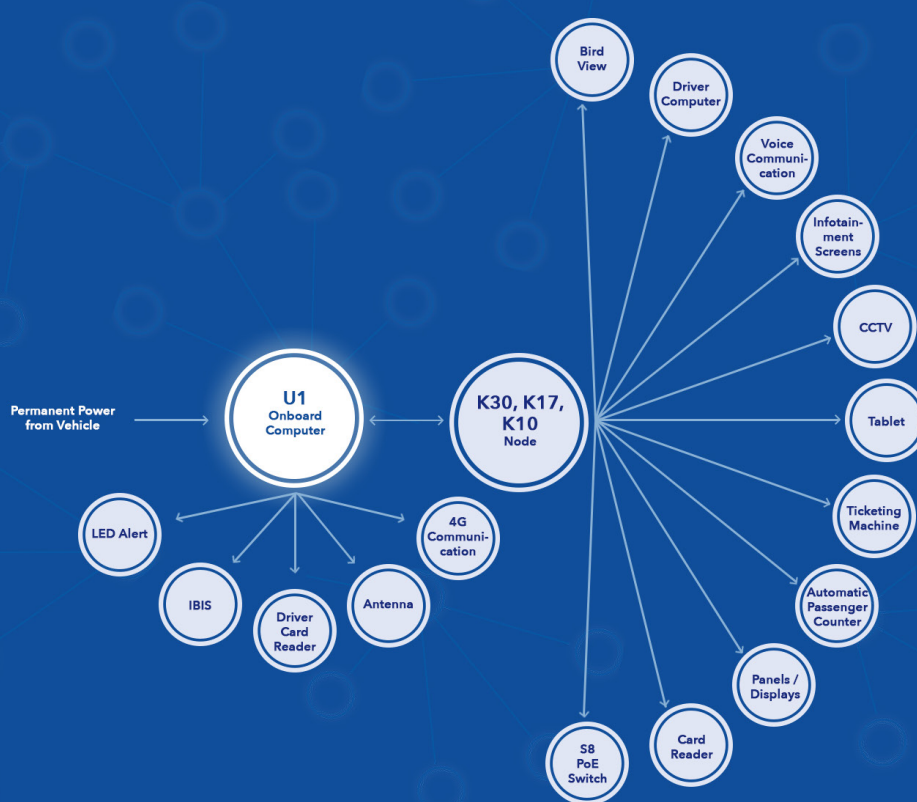 Bird
View
Driver
Computer
Voice
Communi-
cation
Infotain-
ment
Screens
CCTV
Tablet
Ticketing
Machine
Automatic
Passenger
Counter
Panels /
Displays
Card
Reader
S8
PoE
Switch
K30, K17,
K10
Node
U1
Onboard
Computer
Permanent Power
from Vehicle
LED Alert
IBIS
Driver
Card
Reader
Antenna
4G
Communi-
cation